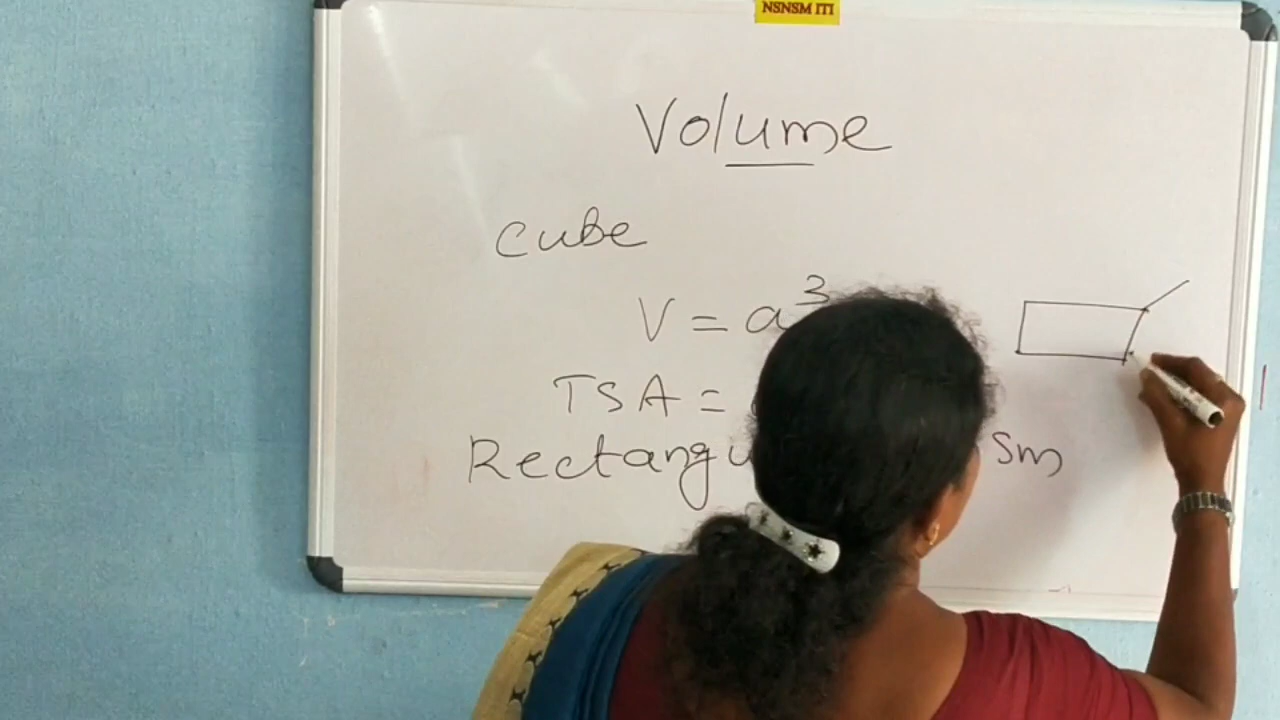 NSNSM ITI
Volume
cube
V = a³
TSA =
Rectangu sm